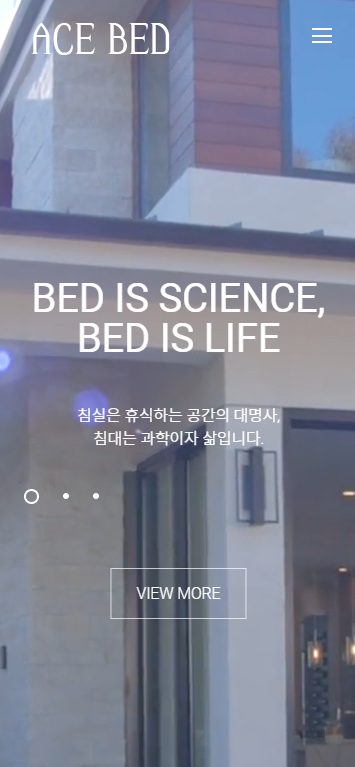 ACE BED
BED IS SCIENCE,
BED IS LIFE
침실은 휴식하는 공간의 대명사,
침대는 과학이자 삶입니다.
VIEW MORE